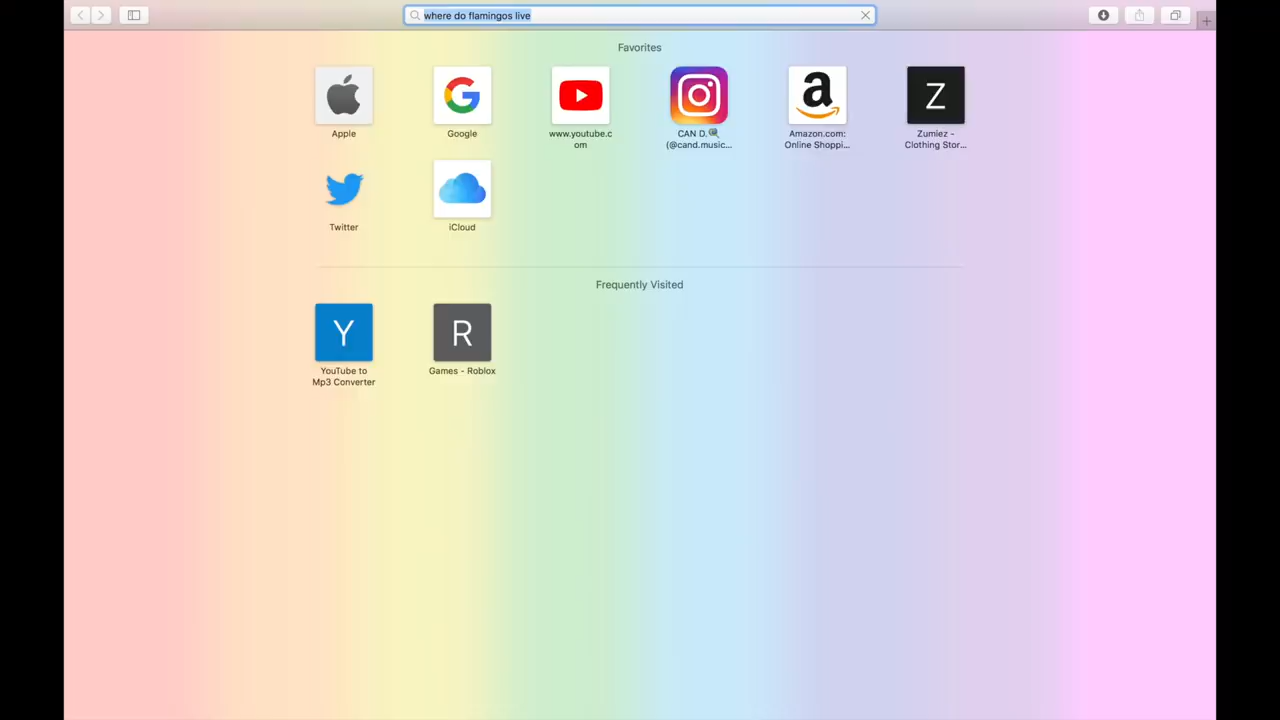 where do flamingos live
Favorites
Apple
Google
www.youtube.c
om
CAN D.
(@cand.music...
a
Amazon.com:
Online Shoppi...
Z
Zumiez -
Clothing Stor...
Twitter
iCloud
Frequently Visited
Y
YouTube to
Mp3 Converter
R
Games - Roblox